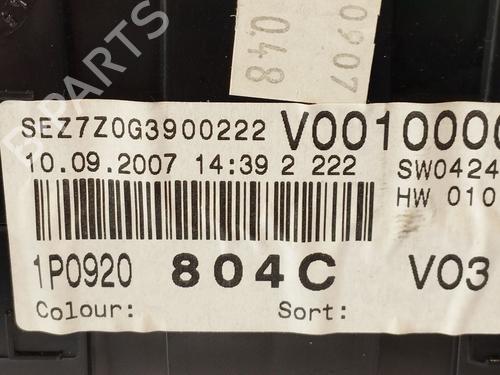 B-PARTS
0907
048
SEZ7Z0G3900222 V0010000
10.09.2007 14:39 2 222 SW0424
HW 010
1P0920 804C V03
Colour: Sort: